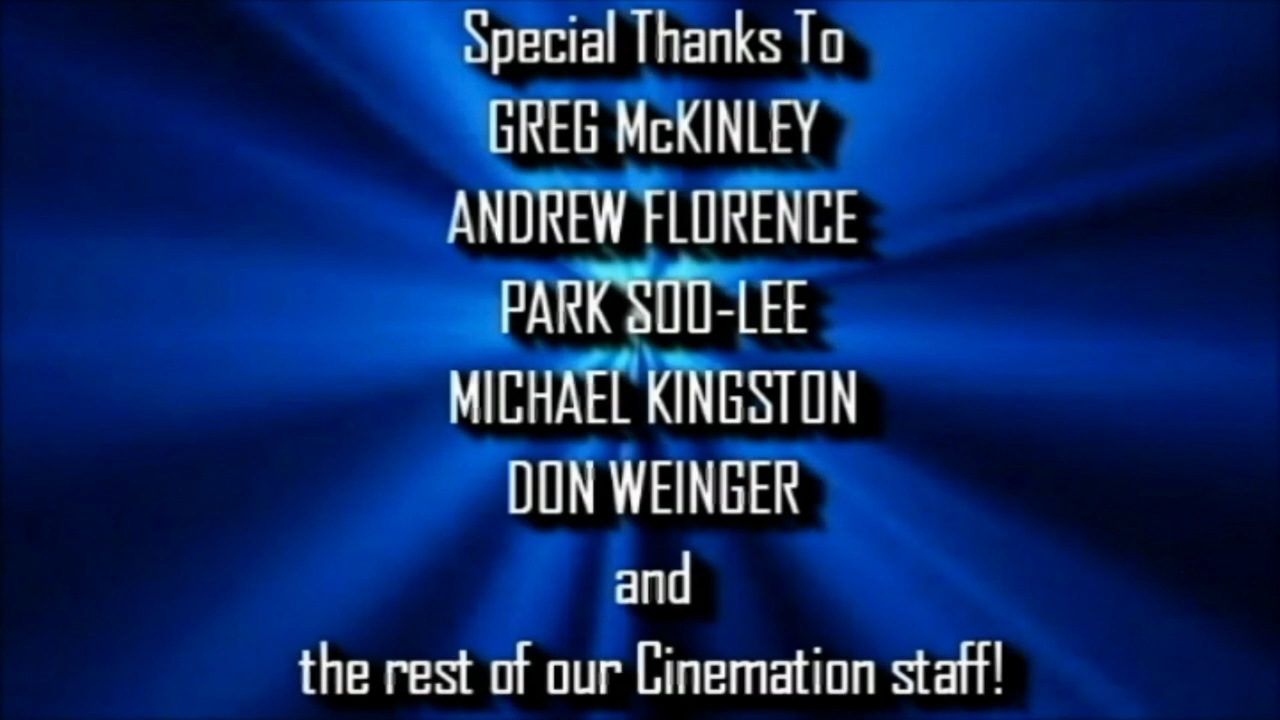 Special Thanks To
GREG McKINLEY
ANDREW FLORENCE
PARK SOO-LEE
MICHAEL KINGSTON
DON WEINGER
and
the rest of our Cinemation staff!